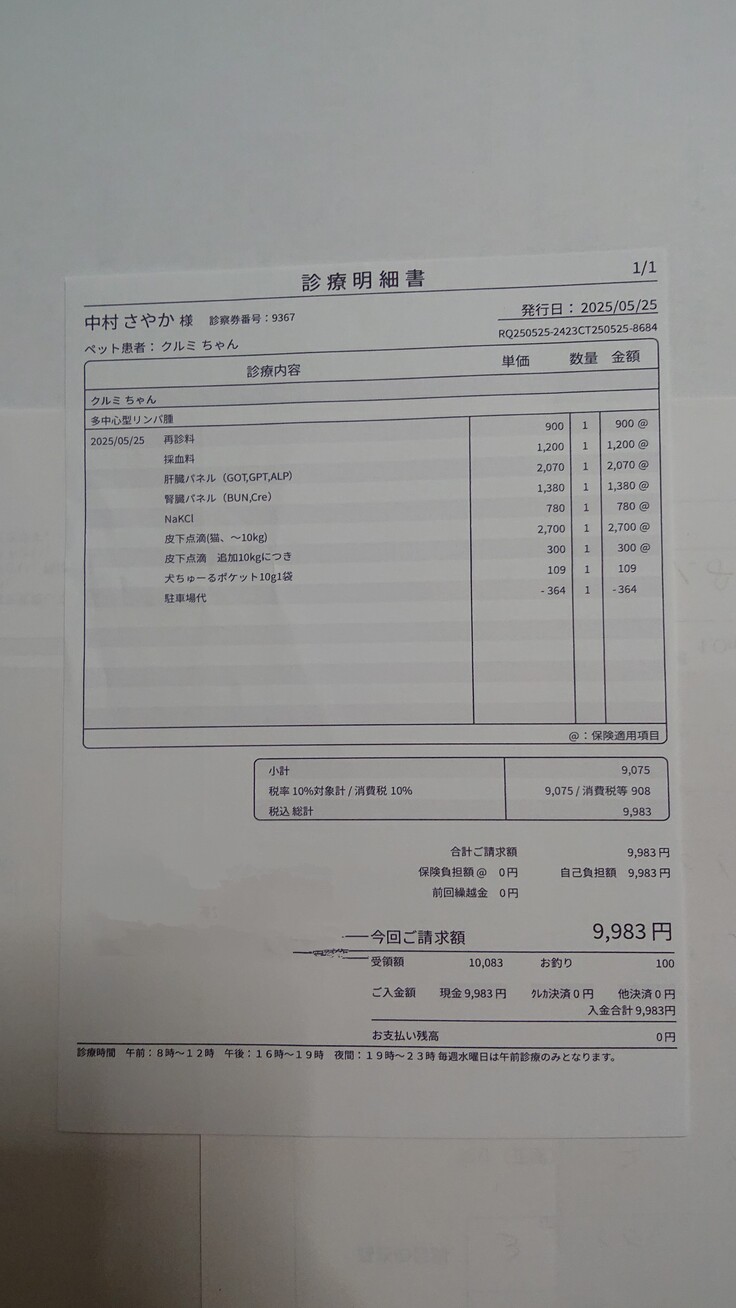 1/1
診療明細書
中村 さやか 様 診察券番号：9367
発行日： 2025/05/25
RQ250525-2423CT250525-8684
ペット患者： クルミ ちゃん
診療内容 単価 数量 金額
クルミ ちゃん
多中心型リンパ腫
2025/05/25 再診料 900 1 900 @
採血料 1,200 1 1,200 @
肝臓パネル（GOT,GPT,ALP） 2,070 1 2,070 @
腎臓パネル（BUN,Cre） 1,380 1 1,380 @
NaKCl 780 1 780 @
皮下点滴(猫、～10kg) 2,700 1 2,700 @
皮下点滴 追加10kgにつき 300 1 300 @
犬ちゅーるポケット10g1袋 109 1 109
駐車場代 -364 1 -364
@：保険適用項目
小計 9,075
税率 10%対象計 / 消費税 10% 9,075 / 消費税等 908
税込 総計 9,983
合計ご請求額 9,983 円
保険負担額 @ 0 円 自己負担額 9,983 円
前回繰越金 0 円
今回ご請求額 9,983 円
受領額 10,083 お釣り 100
ご入金額 現金 9,983 円 クレカ決済 0 円 他決済 0 円
入金合計 9,983円
お支払い残高 0 円
診療時間 午前：８時～１２時 午後：１６時～１９時 夜間：１９時～２３時 毎週水曜日は午前診療のみとなります。